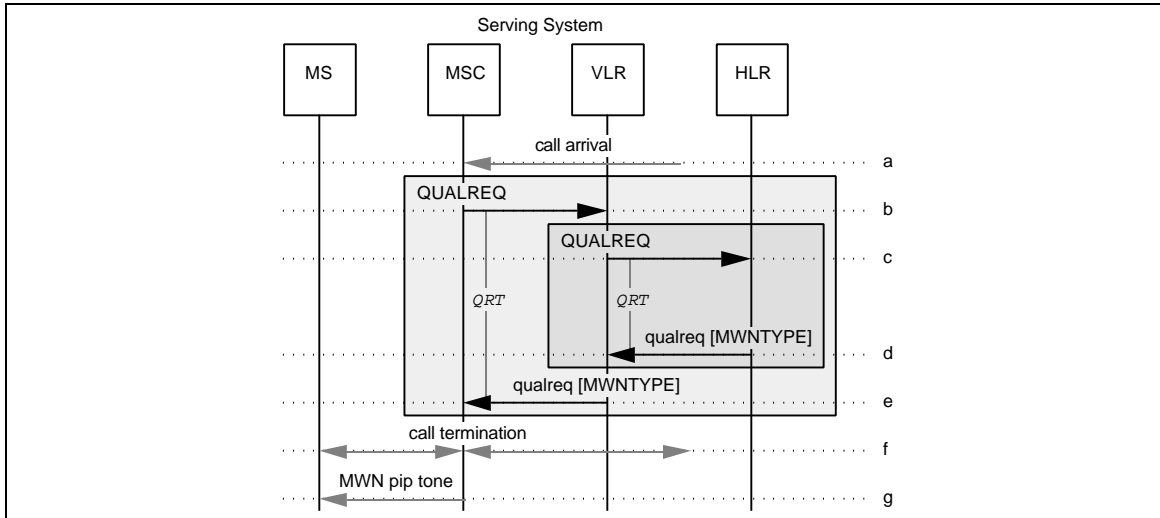 Serving System
MS
MSC
VLR
HLR
call arrival
a
QUALREQ
b
QUALREQ
c
QRT
QRT
qualreq [MWNTYPE]
d
qualreq [MWNTYPE]
e
call termination
f
MWN pip tone
g